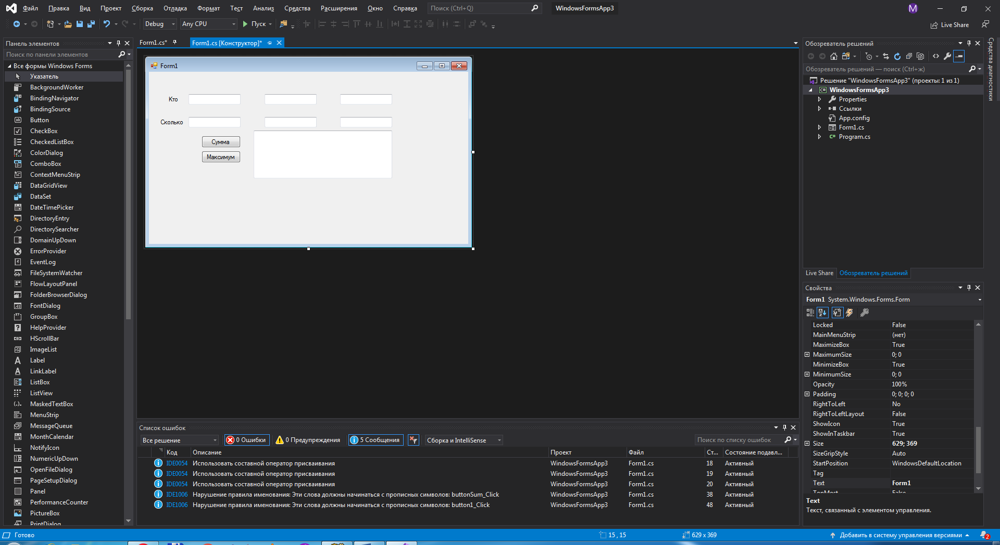 Файл Правка Вид Проект Сборка Отладка Формат Тест Анализ Средства Расширения Окно Справка Поиск (Ctrl+Q) WindowsFormsApp3 M
Debug Any CPU Пуск Live Share
Панель элементов
Поиск по панели элементов
Все формы Windows Forms
Указатель
BackgroundWorker
BindingNavigator
BindingSource
Button
CheckBox
CheckedListBox
ColorDialog
ComboBox
ContextMenuStrip
DataGridView
DataSet
DateTimePicker
DirectoryEntry
DirectorySearcher
DomainUpDown
ErrorProvider
EventLog
FileSystemWatcher
FlowLayoutPanel
FolderBrowserDialog
FontDialog
GroupBox
HelpProvider
HScrollBar
ImageList
Label
LinkLabel
ListBox
ListView
MaskedTextBox
MenuStrip
MessageQueue
MonthCalendar
NotifyIcon
NumericUpDown
OpenFileDialog
PageSetupDialog
Panel
PerformanceCounter
PictureBox
PrintDialog
Form1.cs* Form1.cs [Конструктор]*
Form1
Кто
Сколько
Сумма
Максимум
Список ошибок
Все решение 0 Ошибки 0 Предупреждения 5 Сообщения Сборка и IntelliSense Поиск по списку ошибок
Код Описание Проект Файл Ст... Состояние подавл...
IDE0054 Использовать составной оператор присваивания WindowsFormsApp3 Form1.cs 18 Активный
IDE0054 Использовать составной оператор присваивания WindowsFormsApp3 Form1.cs 19 Активный
IDE0054 Использовать составной оператор присваивания WindowsFormsApp3 Form1.cs 20 Активный
IDE1006 Нарушение правила именования: Эти слова должны начинаться с прописных символов: buttonSum_Click WindowsFormsApp3 Form1.cs 38 Активный
IDE1006 Нарушение правила именования: Эти слова должны начинаться с прописных символов: button1_Click WindowsFormsApp3 Form1.cs 48 Активный
Обозреватель решений
Обозреватель решений — поиск (Ctrl+ж)
Решение "WindowsFormsApp3" (проекты: 1 из 1)
WindowsFormsApp3
Properties
Ссылки
App.config
Form1.cs
Program.cs
Live Share Обозреватель решений
Свойства
Form1 System.Windows.Forms.Form
Locked False
MainMenuStrip (нет)
MaximizeBox True
MaximumSize 0; 0
MinimizeBox True
MinimumSize 0; 0
Opacity 100%
Padding 0; 0; 0; 0
RightToLeft No
RightToLeftLayout False
ShowIcon True
ShowInTaskbar True
Size 629; 369
SizeGripStyle Auto
StartPosition WindowsDefaultLocation
Tag
Text Form1
TopMost False
Text
Текст, связанный с элементом управления.
Средства диагностики
Готово 15 , 15 629 x 369 Добавить в систему управления версиями 2